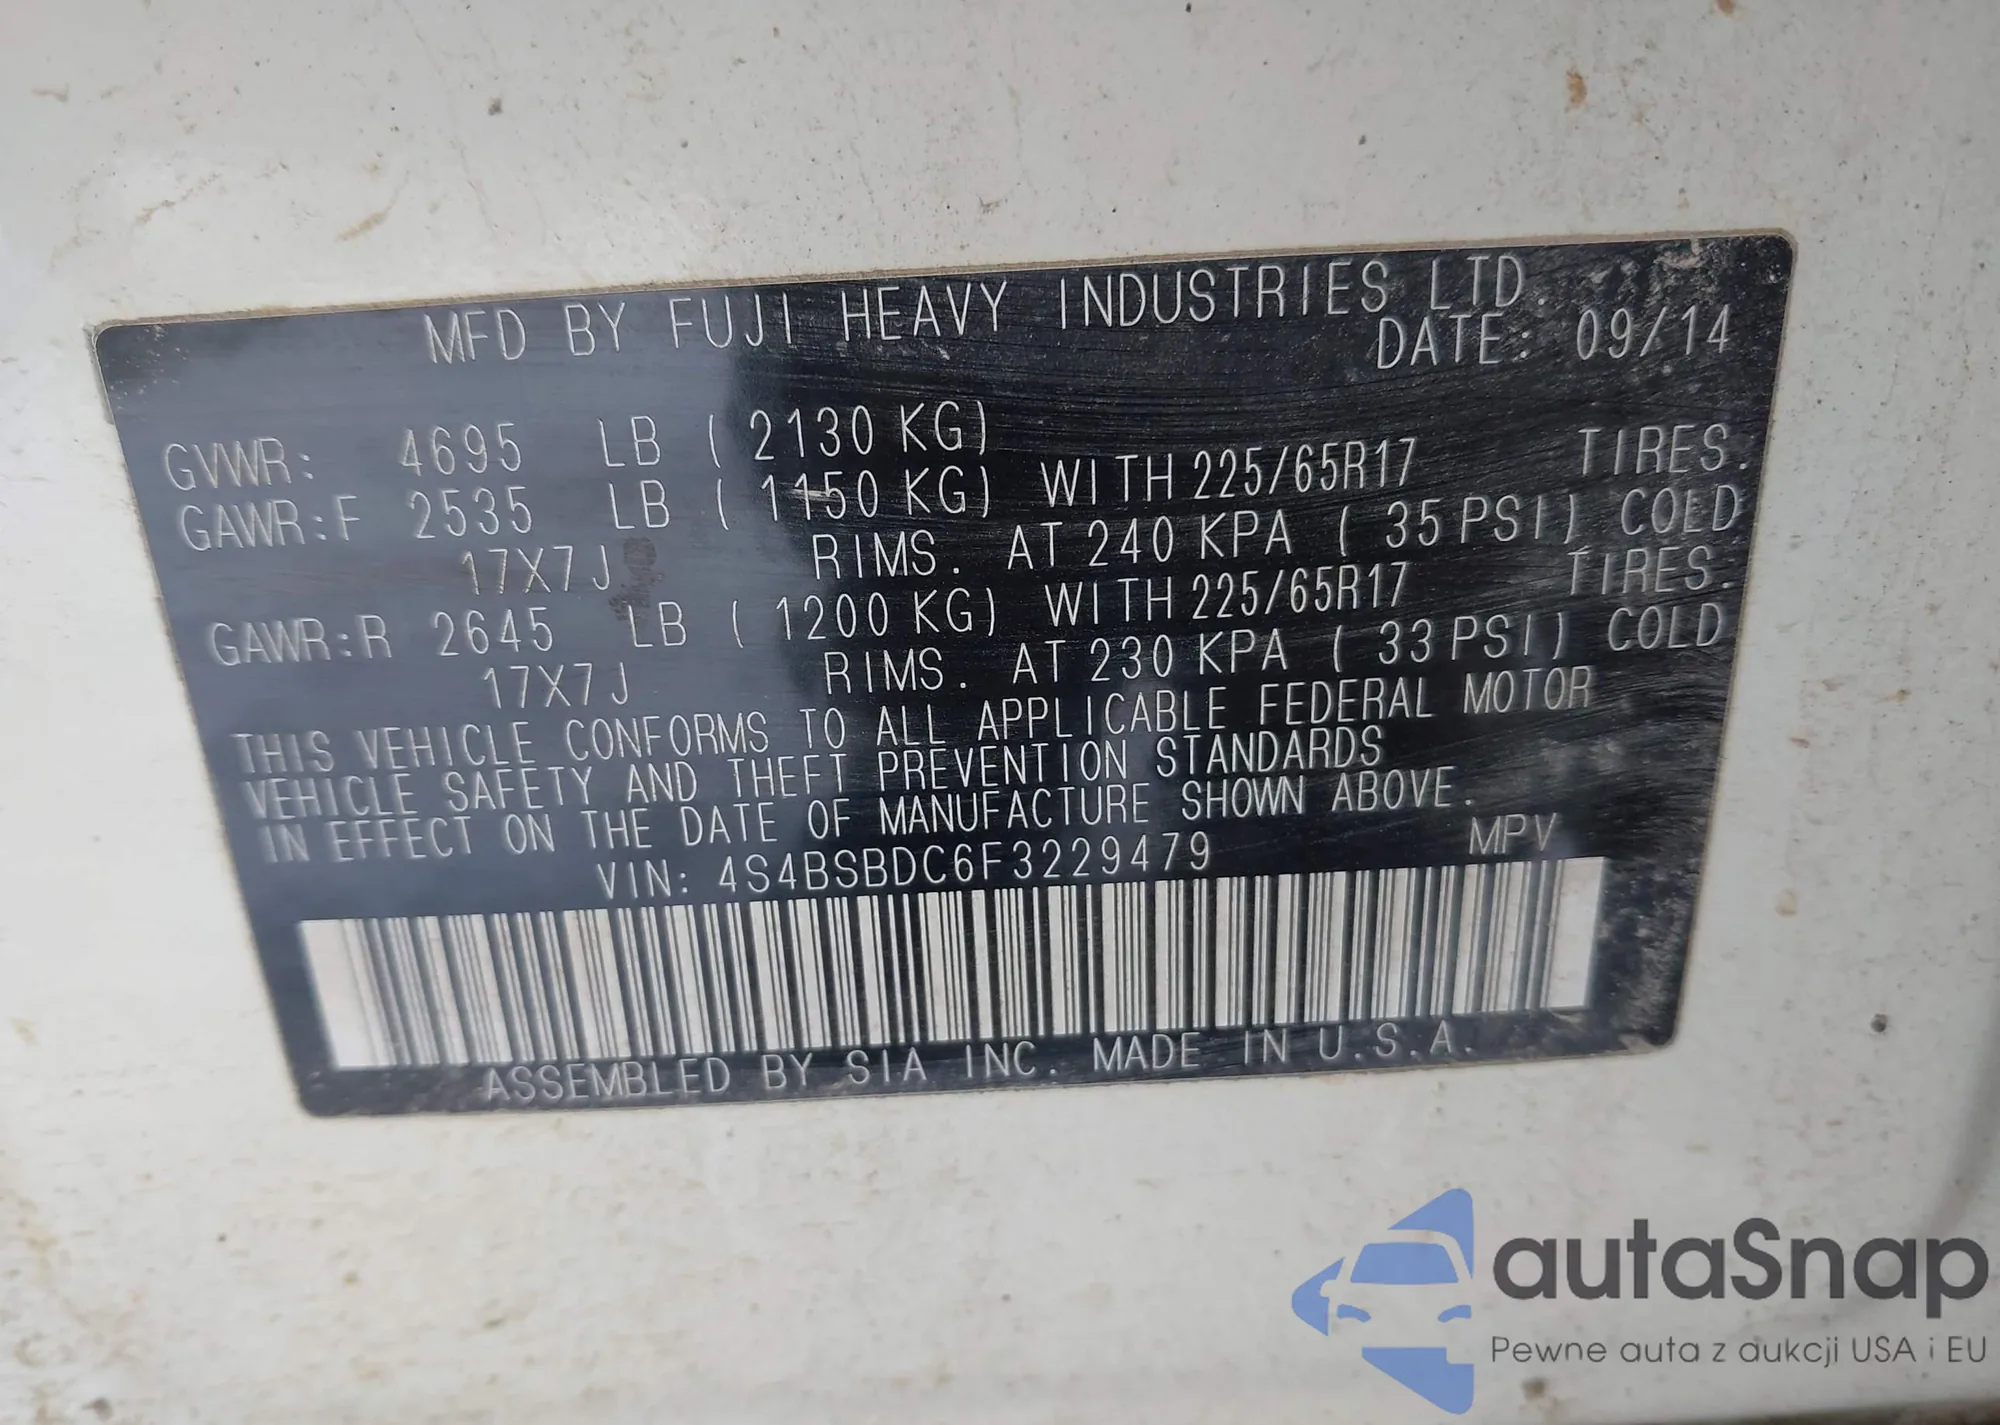 MFD BY FUJI HEAVY INDUSTRIES LTD.
DATE: 09/14
GVWR: 4695 LB ( 2130 KG)
GAWR:F 2535 LB ( 1150 KG) WITH 225/65R17 TIRES.
17X7J RIMS. AT 240 KPA ( 35 PSI) COLD
GAWR:R 2645 LB ( 1200 KG) WITH 225/65R17 TIRES.
17X7J RIMS. AT 230 KPA ( 33 PSI) COLD
THIS VEHICLE CONFORMS TO ALL APPLICABLE FEDERAL MOTOR
VEHICLE SAFETY AND THEFT PREVENTION STANDARDS
IN EFFECT ON THE DATE OF MANUFACTURE SHOWN ABOVE.
VIN: 4S4BSBDC6F3229479 MPV
ASSEMBLED BY SIA INC. MADE IN U.S.A.
autaSnap
Pewne auta z aukcji USA i EU